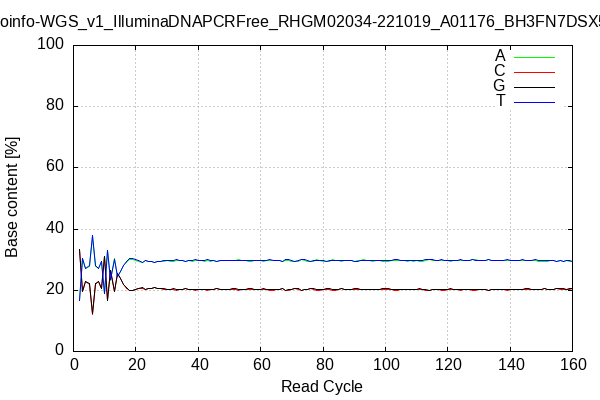 oinfo-WGS_v1_IlluminaDNAPCRFree_RHGM02034-221019_A01176_BH3FN7DSX5
100
80
60
40
20
0
Base content [%]
A
C
G
T
0 20 40 60 80 100 120 140 160
Read Cycle